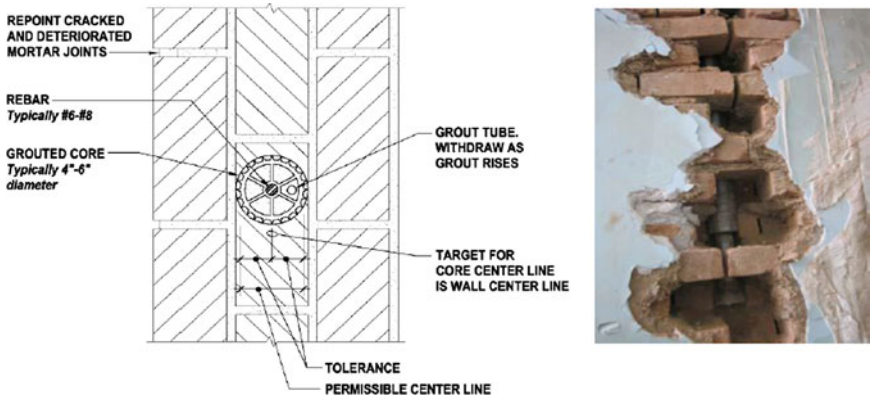 REPOINT CRACKED
AND DETERIORATED
MORTAR JOINTS
REBAR
Typically #6-#8
GROUTED CORE
Typically 4"-6"
diameter
GROUT TUBE.
WITHDRAW AS
GROUT RISES
TARGET FOR
CORE CENTER LINE
IS WALL CENTER LINE
TOLERANCE
PERMISSIBLE CENTER LINE